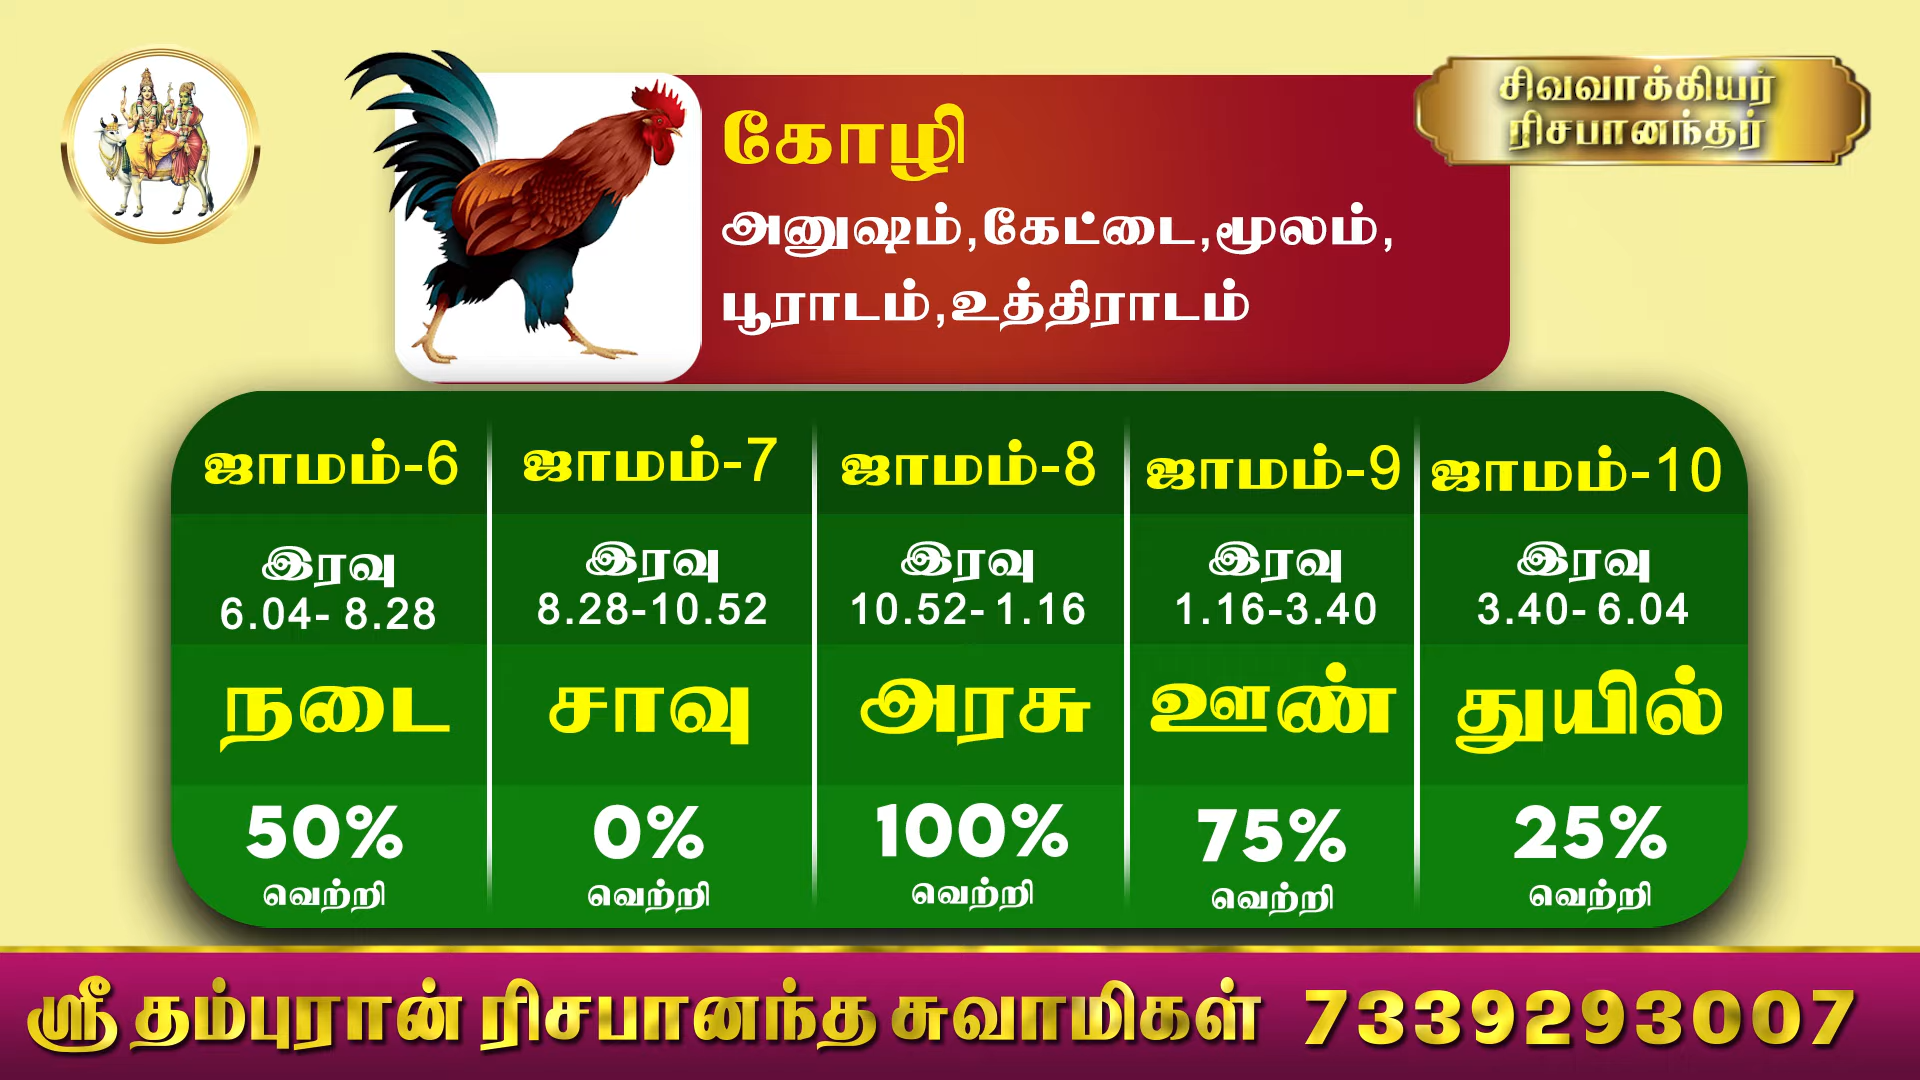 சிவவாக்கியர்
ரிசபானந்தர்
கோழி
அனுஷம்,கேட்டை,மூலம்,
பூராடம்,உத்திராடம்
ஜாமம்-6
இரவு
6.04- 8.28
நடை
50%
வெற்றி
ஜாமம்-7
இரவு
8.28-10.52
சாவு
0%
வெற்றி
ஜாமம்-8
இரவு
10.52- 1.16
அரசு
100%
வெற்றி
ஜாமம்-9
இரவு
1.16-3.40
ஊண்
75%
வெற்றி
ஜாமம்-10
இரவு
3.40- 6.04
துயில்
25%
வெற்றி
ஸ்ரீ தம்புரான் ரிசபானந்த சுவாமிகள் 7339293007